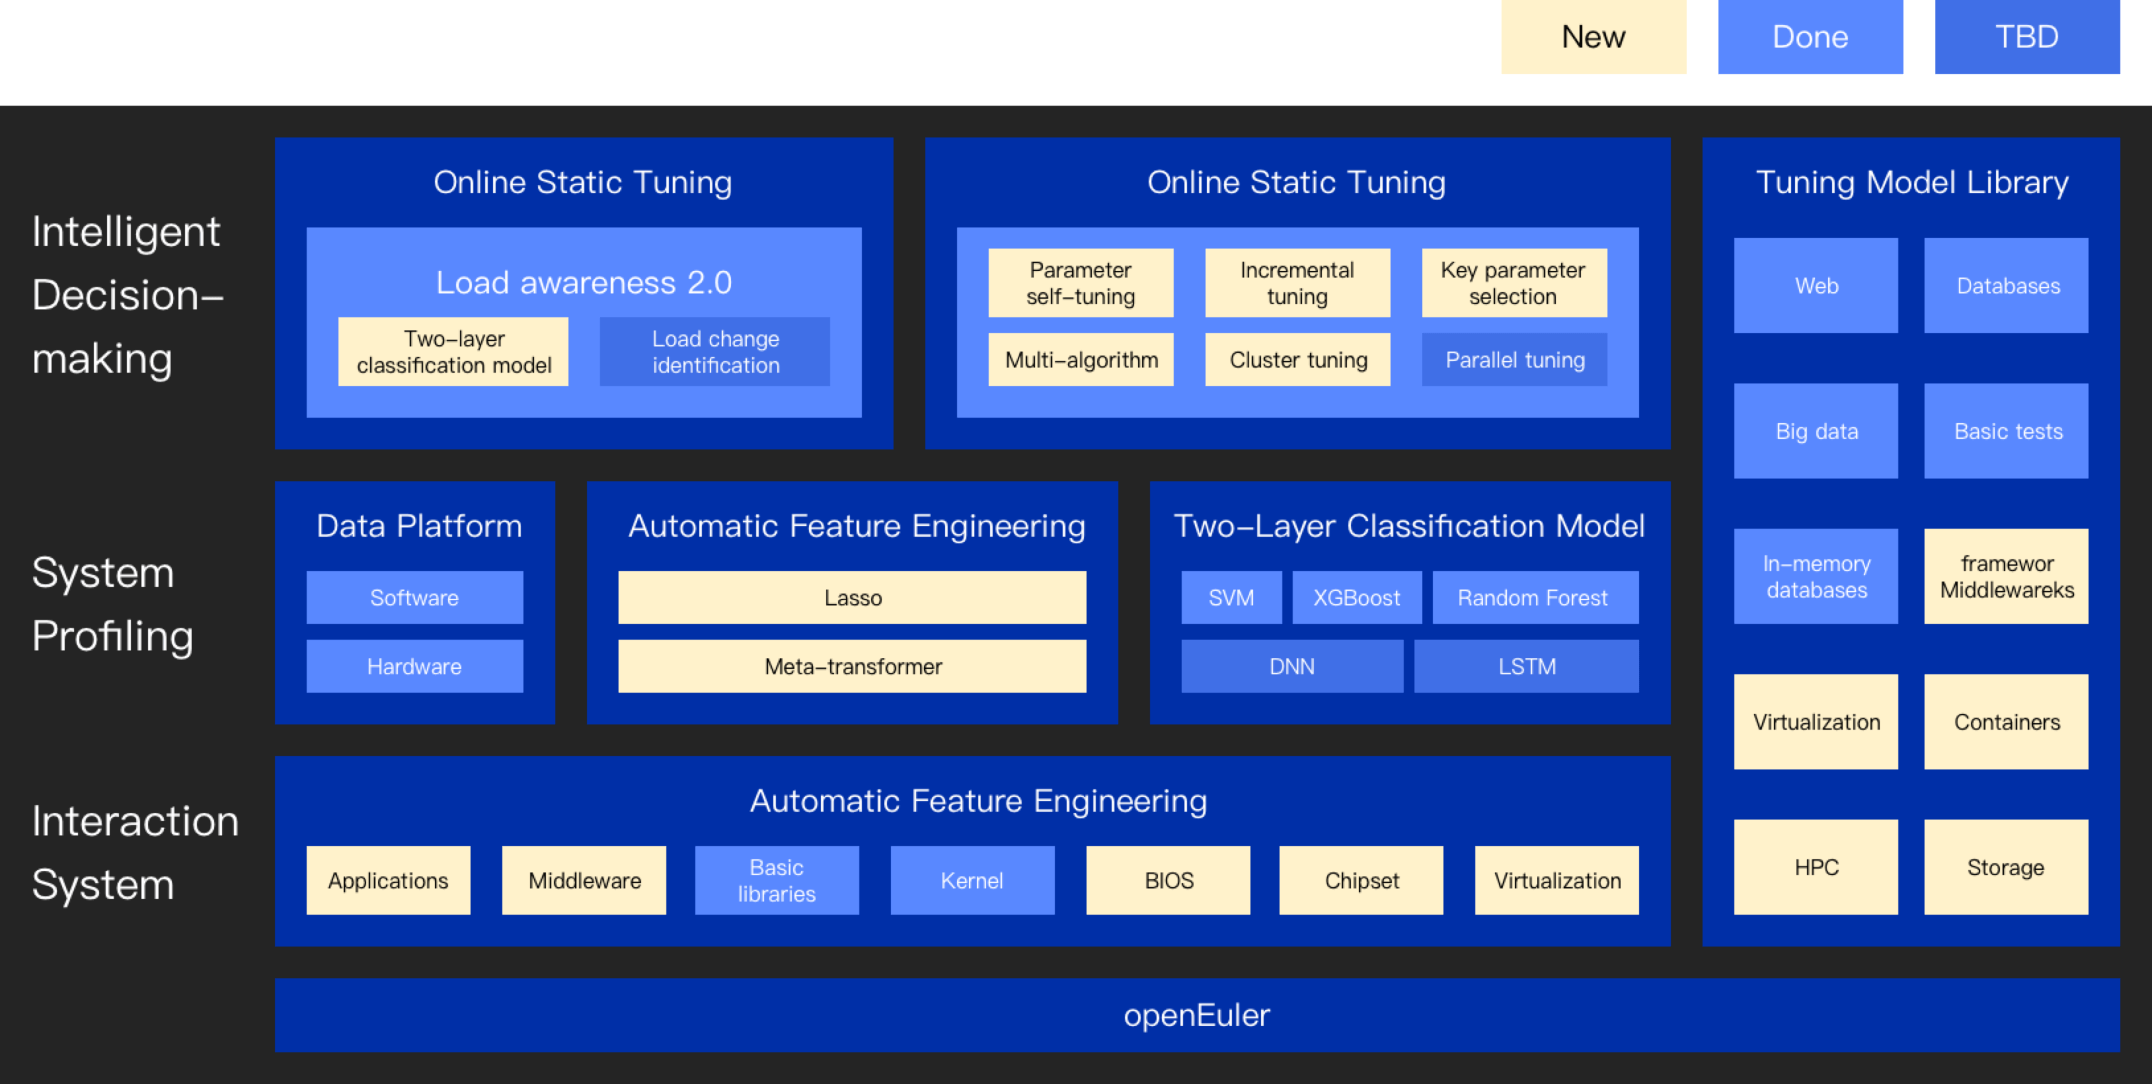 New
Done
TBD
Intelligent
Decision-
making
Online Static Tuning
Load awareness 2.0
Two-layer
classification model
Load change
identification
Online Static Tuning
Parameter
self-tuning
Incremental
tuning
Key parameter
selection
Multi-algorithm
Cluster tuning
Parallel tuning
Tuning Model Library
Web
Databases
Big data
Basic tests
In-memory
databases
framewor
Middlewareks
Virtualization
Containers
HPC
Storage
System
Profiling
Data Platform
Software
Hardware
Automatic Feature Engineering
Lasso
Meta-transformer
Two-Layer Classification Model
SVM
XGBoost
Random Forest
DNN
LSTM
Interaction
System
Automatic Feature Engineering
Applications
Middleware
Basic
libraries
Kernel
BIOS
Chipset
Virtualization
openEuler